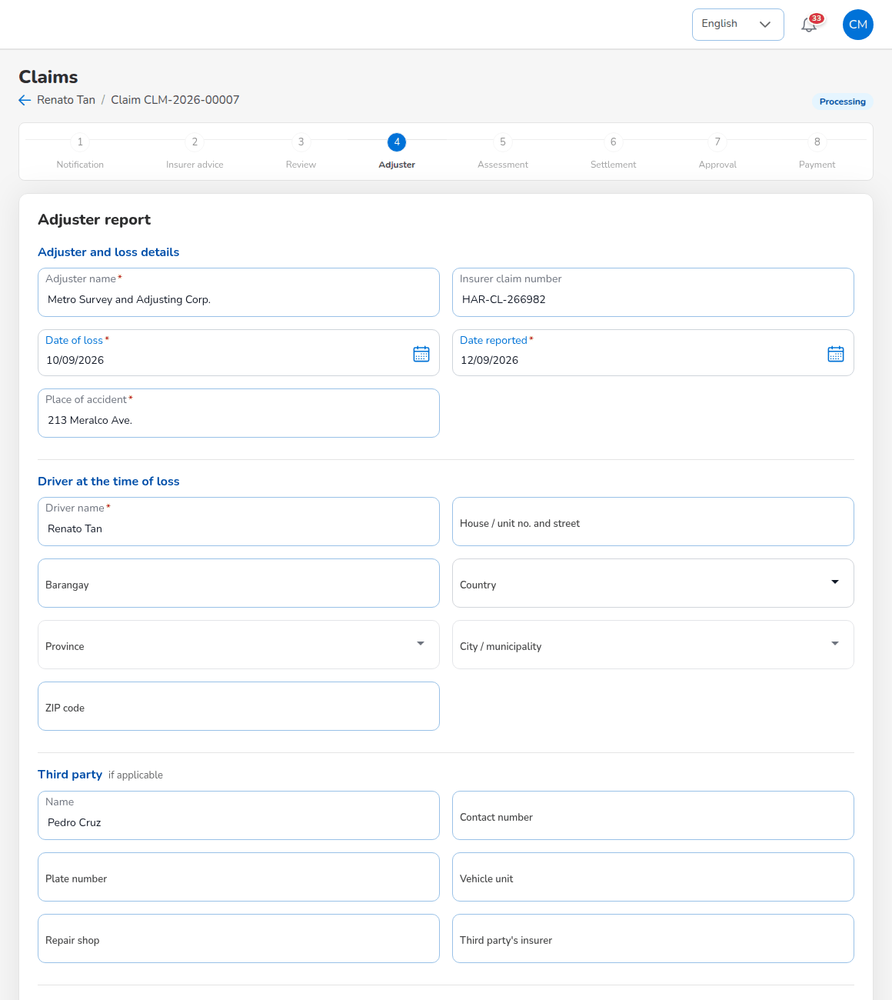 English
33
CM
Claims
Renato Tan / Claim CLM-2026-00007
Processing
1 2 3 4 5 6 7 8
Notification Insurer advice Review Adjuster Assessment Settlement Approval Payment
Adjuster report
Adjuster and loss details
Adjuster name* Insurer claim number
Metro Survey and Adjusting Corp. HAR-CL-266982
Date of loss* Date reported*
10/09/2026 12/09/2026
Place of accident*
213 Meralco Ave.
Driver at the time of loss
Driver name*
Renato Tan
House / unit no. and street
Barangay Country
Province City / municipality
ZIP code
Third party if applicable
Name
Pedro Cruz
Contact number
Plate number Vehicle unit
Repair shop Third party's insurer